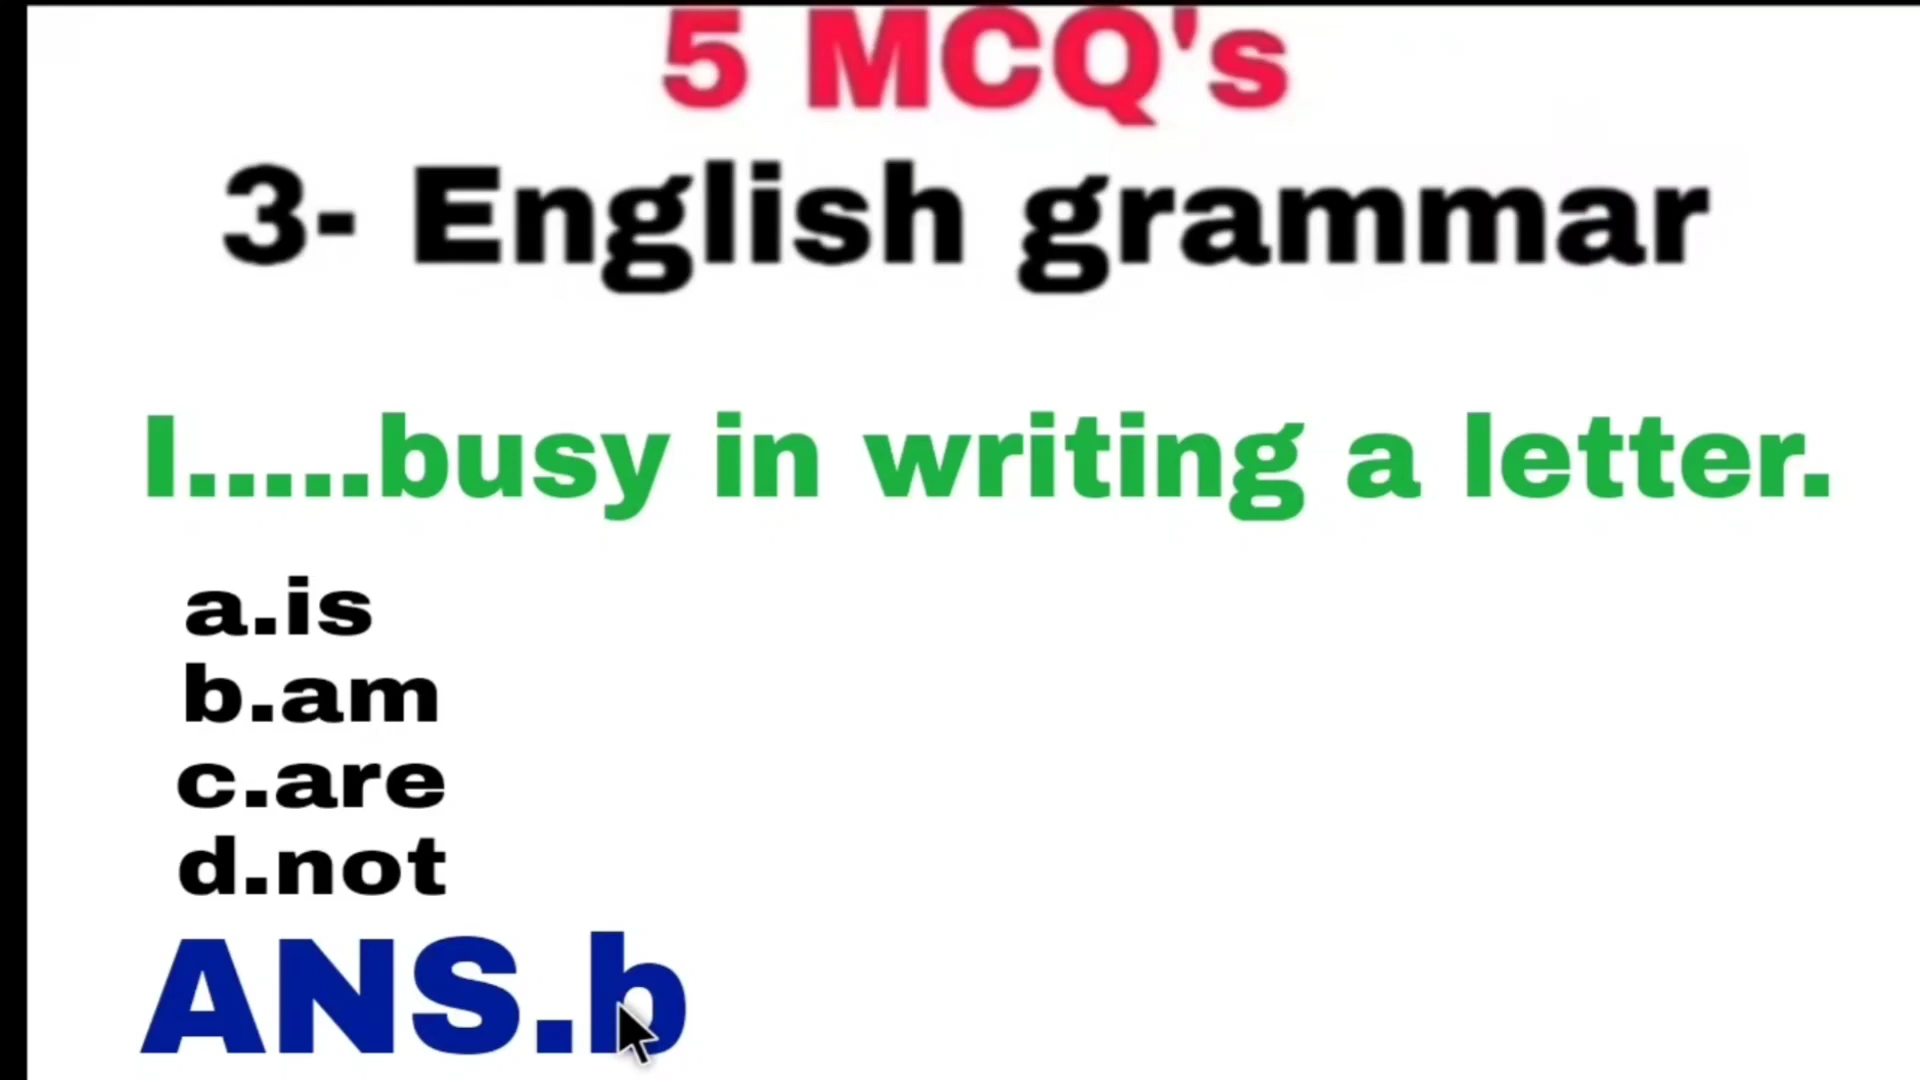 5 MCQ's
3- English grammar
I.....busy in writing a letter.
a.is
b.am
c.are
d.not
ANS.b